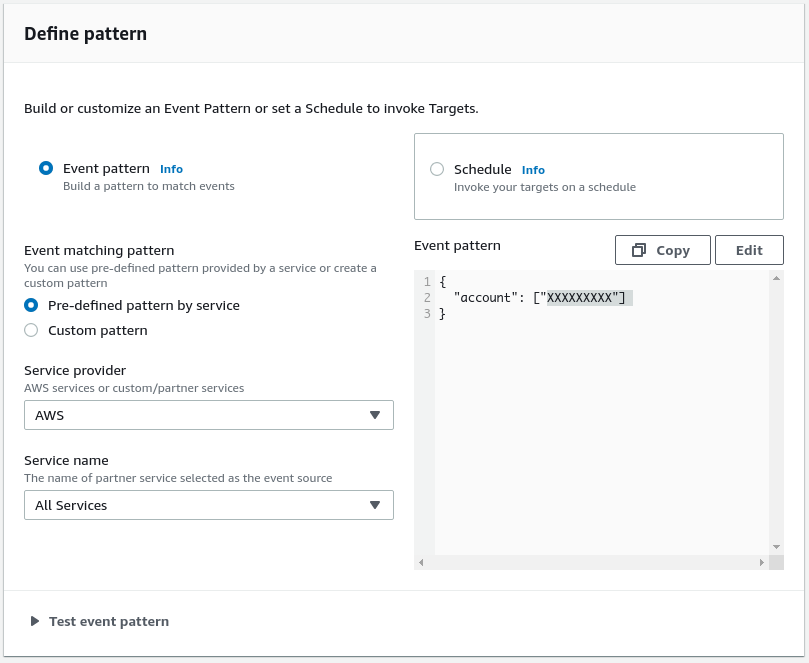 Define pattern
Build or customize an Event Pattern or set a Schedule to invoke Targets.
Event pattern Info
Build a pattern to match events
Schedule Info
Invoke your targets on a schedule
Event matching pattern
You can use pre-defined pattern provided by a service or create a
custom pattern
Pre-defined pattern by service
Custom pattern
Service provider
AWS services or custom/partner services
AWS
Service name
The name of partner service selected as the event source
All Services
Event pattern
Copy
Edit
1 {
2   "account": ["XXXXXXXXX"]
3 }
Test event pattern